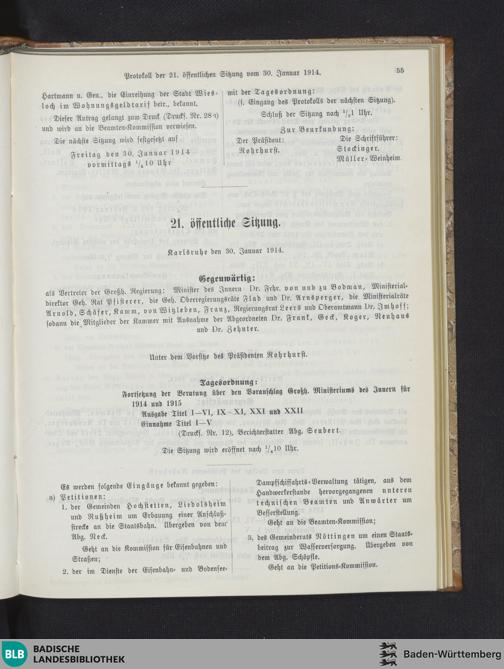 Protokoll der 21. öffentlichen Sitzung vom 30. Januar 1914.
55
Hartmann u. Gen., die Einreihung der Stadt Wies-
loch im Wohnungsgeldtarif betr., bekannt.
Dieser Antrag gelangt zum Druck (Drucks. Nr. 28a)
und wird an die Beamten-Kommission verwiesen.
Die nächste Sitzung wird festgesetzt auf
Freitag den 30. Januar 1914
vormittags 1/410 Uhr
mit der Tagesordnung:
(s. Eingang des Protokolls der nächsten Sitzung).
Schluß der Sitzung nach 1/41 Uhr.
Zur Beurkundung:
Der Präsident:
Rohrhurst.
Die Schriftführer:
Stockinger.
Müller-Weinheim.
21. öffentliche Sitzung.
Karlsruhe den 30. Januar 1914.
Gegenwärtig:
als Vertreter der Großh. Regierung: Minister des Innern Dr. Frhr. von und zu Bodman, Ministerial-
direktor Geh. Rat Pfisterer, die Geh. Oberregierungsräte Flad und Dr. Arnsperger, die Ministerialräte
Arnold, Schäfer, Kamm, von Witzleben, Franz, Regierungsrat Leers und Oberamtmann Dr. Imhoff;
sodann die Mitglieder der Kammer mit Ausnahme der Abgeordneten Dr. Frank, Geck, Koger, Neuhaus
und Dr. Zehnter.
Unter dem Vorsitze des Präsidenten Rohrhurst.
Tagesordnung:
Fortsetzung der Beratung über den Voranschlag Großh. Ministeriums des Innern für
1914 und 1915
Ausgabe Titel I–VI, IX–XI, XXI und XXII
Einnahme Titel I–V
(Drucks. Nr. 12), Berichterstatter Abg. Seubert.
Die Sitzung wird eröffnet nach 1/410 Uhr.
Es werden folgende Eingänge bekannt gegeben:
a) Petitionen:
1. der Gemeinden Hochstetten, Liedolsheim
und Rußheim um Erbauung einer Anschluß-
strecke an die Staatsbahn. Übergeben von dem
Abg. Neck.
Geht an die Kommission für Eisenbahnen und
Straßen;
2. der im Dienste der Eisenbahn- und Bodensee-
Dampfschiffahrts-Verwaltung tätigen, aus dem
Handwerkerstande hervorgegangenen unteren
technischen Beamten und Anwärter um
Besserstellung.
Geht an die Beamten-Kommission;
3. des Gemeinderats Nöttingen um einen Staats-
beitrag zur Wasserversorgung. Übergeben von
dem Abg. Schöpfle.
Geht an die Petitions-Kommission.
BLB
BADISCHE
LANDESBIBLIOTHEK
Baden-Württemberg